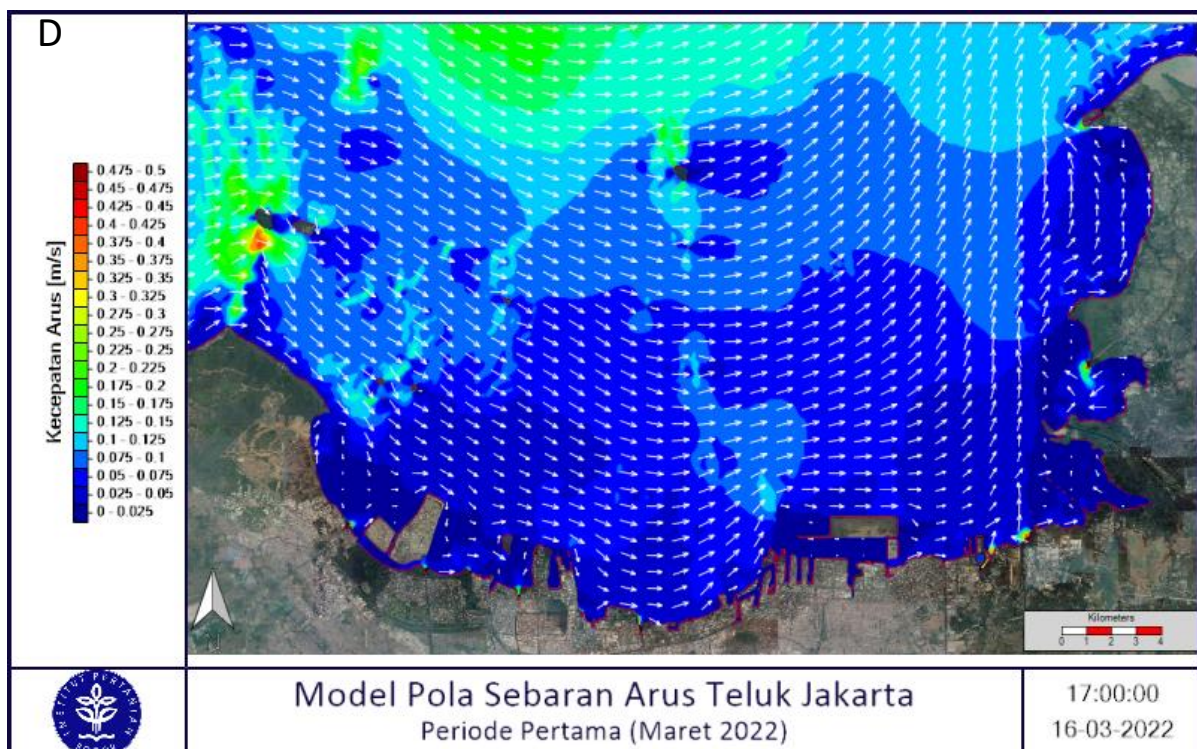 D
Kecepatan Arus [m/s]
0.475 - 0.5
0.45 - 0.475
0.425 - 0.45
0.4 - 0.425
0.375 - 0.4
0.35 - 0.375
0.325 - 0.35
0.3 - 0.325
0.275 - 0.3
0.25 - 0.275
0.225 - 0.25
0.2 - 0.225
0.175 - 0.2
0.15 - 0.175
0.125 - 0.15
0.1 - 0.125
0.075 - 0.1
0.05 - 0.075
0.025 - 0.05
0 - 0.025
Kilometers
0 1 2 3 4
INSTITUT PERTANIAN
BOGOR
Model Pola Sebaran Arus Teluk Jakarta
Periode Pertama (Maret 2022)
17:00:00
16-03-2022